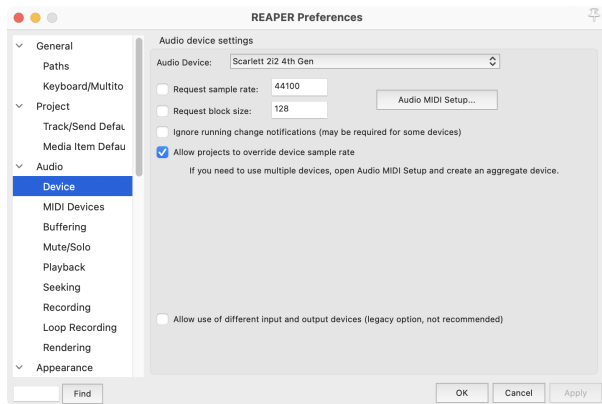 REAPER Preferences
General
Paths
Keyboard/Multito
Project
Track/Send Defau
Media Item Defau
Audio
Device
MIDI Devices
Buffering
Mute/Solo
Playback
Seeking
Recording
Loop Recording
Rendering
Appearance
Find
Audio device settings
Audio Device: Scarlett 2i2 4th Gen
Request sample rate: 44100
Request block size: 128
Audio MIDI Setup...
Ignore running change notifications (may be required for some devices)
Allow projects to override device sample rate
If you need to use multiple devices, open Audio MIDI Setup and create an aggregate device.
Allow use of different input and output devices (legacy option, not recommended)
OK Cancel Apply